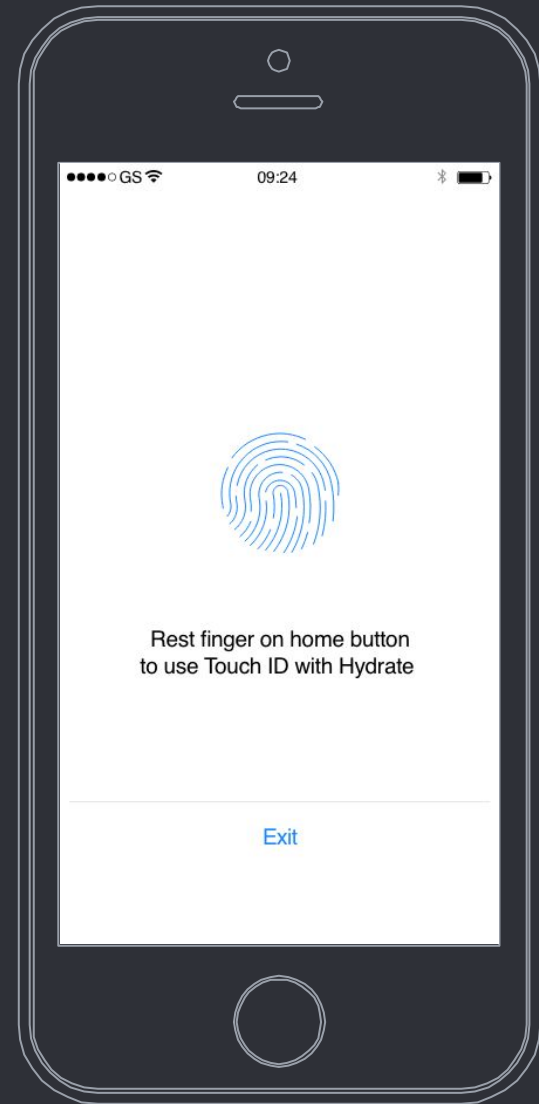 GS 09:24
Rest finger on home button
to use Touch ID with Hydrate
Exit